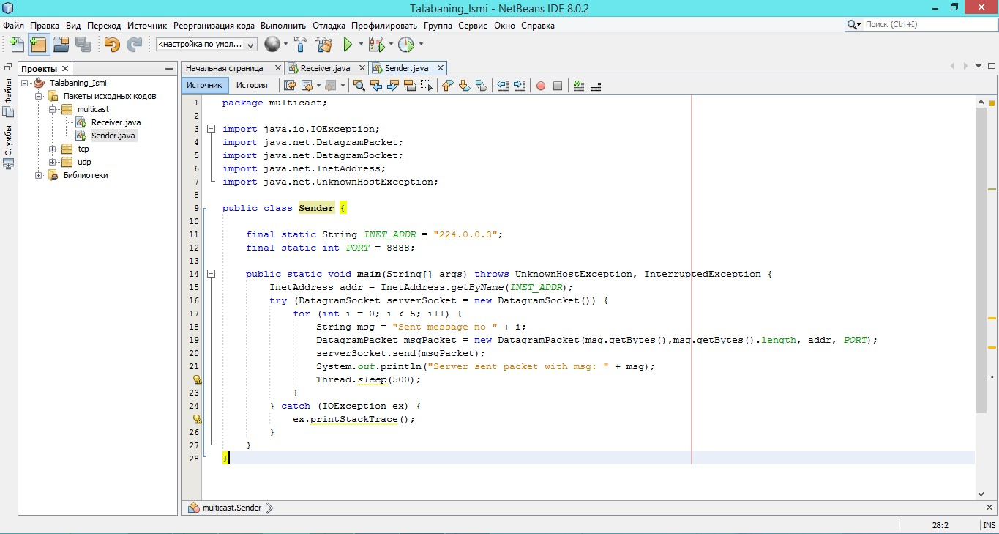 Talabaning_Ismi - NetBeans IDE 8.0.2
Файл Правка Вид Переход Источник Реорганизация кода Выполнить Отладка Профилировать Группа Сервис Окно Справка
Поиск (Ctrl+I)
<настройка по умол...
Файлы
Службы
Проекты
Talabaning_Ismi
Пакеты исходных кодов
multicast
Receiver.java
Sender.java
tcp
udp
Библиотеки
Начальная страница Receiver.java Sender.java
Источник История
1 package multicast;
2
3 import java.io.IOException;
4 import java.net.DatagramPacket;
5 import java.net.DatagramSocket;
6 import java.net.InetAddress;
7 import java.net.UnknownHostException;
8
9 public class Sender {
10
11 final static String INET_ADDR = "224.0.0.3";
12 final static int PORT = 8888;
13
14 public static void main(String[] args) throws UnknownHostException, InterruptedException {
15 InetAddress addr = InetAddress.getByName(INET_ADDR);
16 try (DatagramSocket serverSocket = new DatagramSocket()) {
17 for (int i = 0; i < 5; i++) {
18 String msg = "Sent message no " + i;
19 DatagramPacket msgPacket = new DatagramPacket(msg.getBytes(),msg.getBytes().length, addr, PORT);
20 serverSocket.send(msgPacket);
21 System.out.println("Server sent packet with msg: " + msg);
Thread.sleep(500);
23 }
24 } catch (IOException ex) {
ex.printStackTrace();
26 }
27 }
28 }
multicast.Sender
28:2 INS